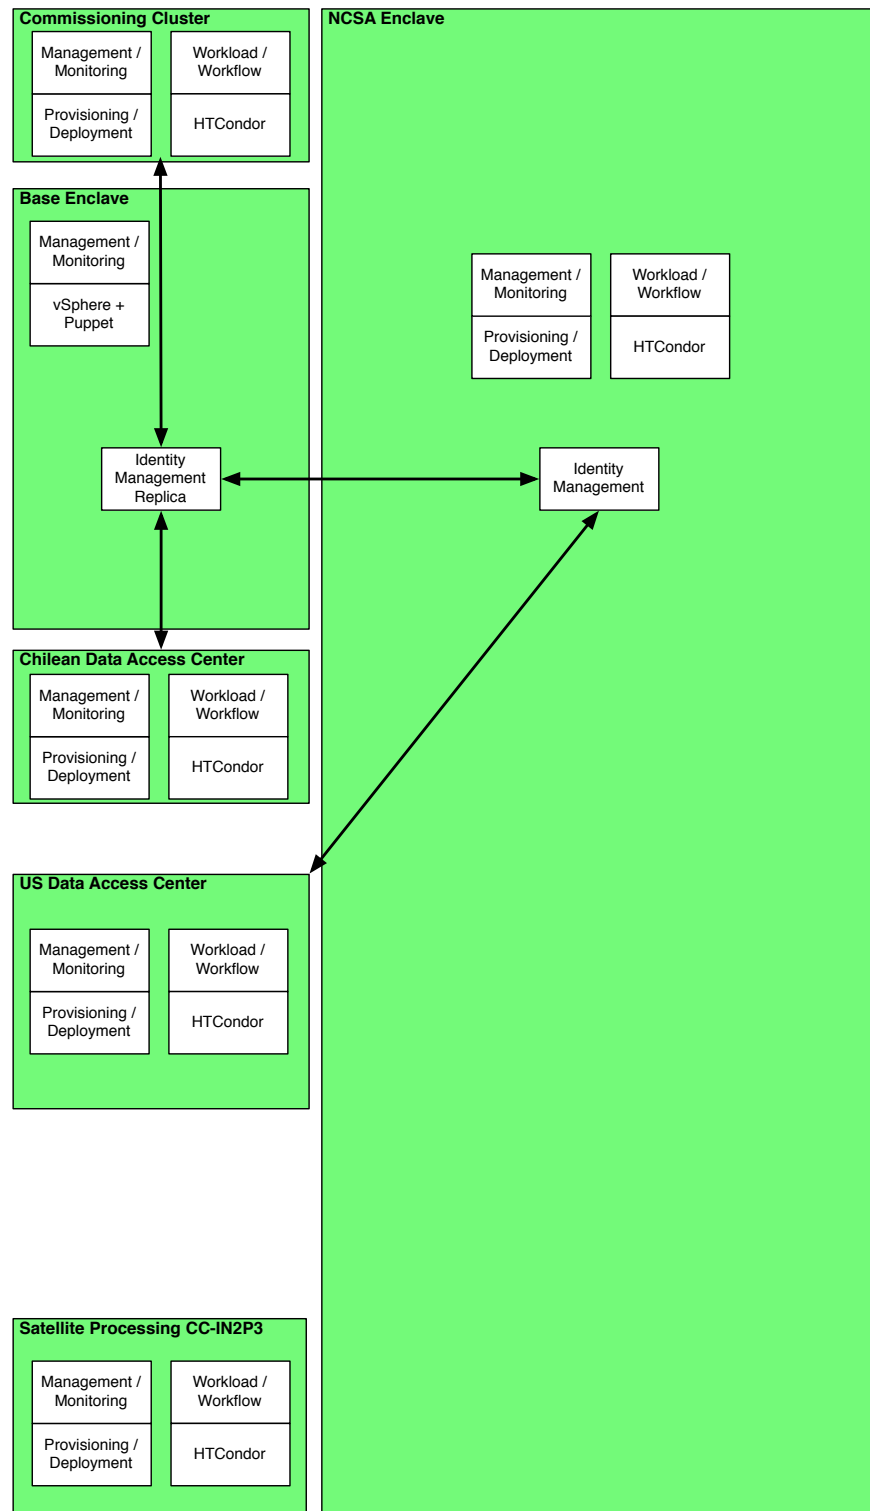 Commissioning Cluster
Management /
Monitoring
Provisioning /
Deployment
Workload /
Workflow
HTCondor
Base Enclave
Management /
Monitoring
vSphere +
Puppet
Identity
Management
Replica
Chilean Data Access Center
Management /
Monitoring
Provisioning /
Deployment
Workload /
Workflow
HTCondor
US Data Access Center
Management /
Monitoring
Provisioning /
Deployment
Workload /
Workflow
HTCondor
Satellite Processing CC-IN2P3
Management /
Monitoring
Provisioning /
Deployment
Workload /
Workflow
HTCondor
NCSA Enclave
Management /
Monitoring
Provisioning /
Deployment
Workload /
Workflow
HTCondor
Identity
Management